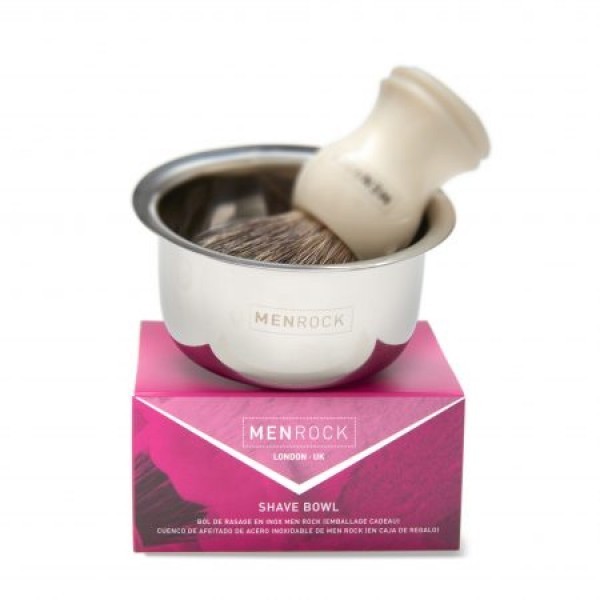 MENROCK
MENROCK
LONDON · UK
SHAVE BOWL
BOL DE RASAGE EN INOX MEN ROCK (EMBALLAGE CADEAU)
CUENCO DE AFEITADO DE ACERO INOXIDABLE DE MEN ROCK (EN CAJA DE REGALO)